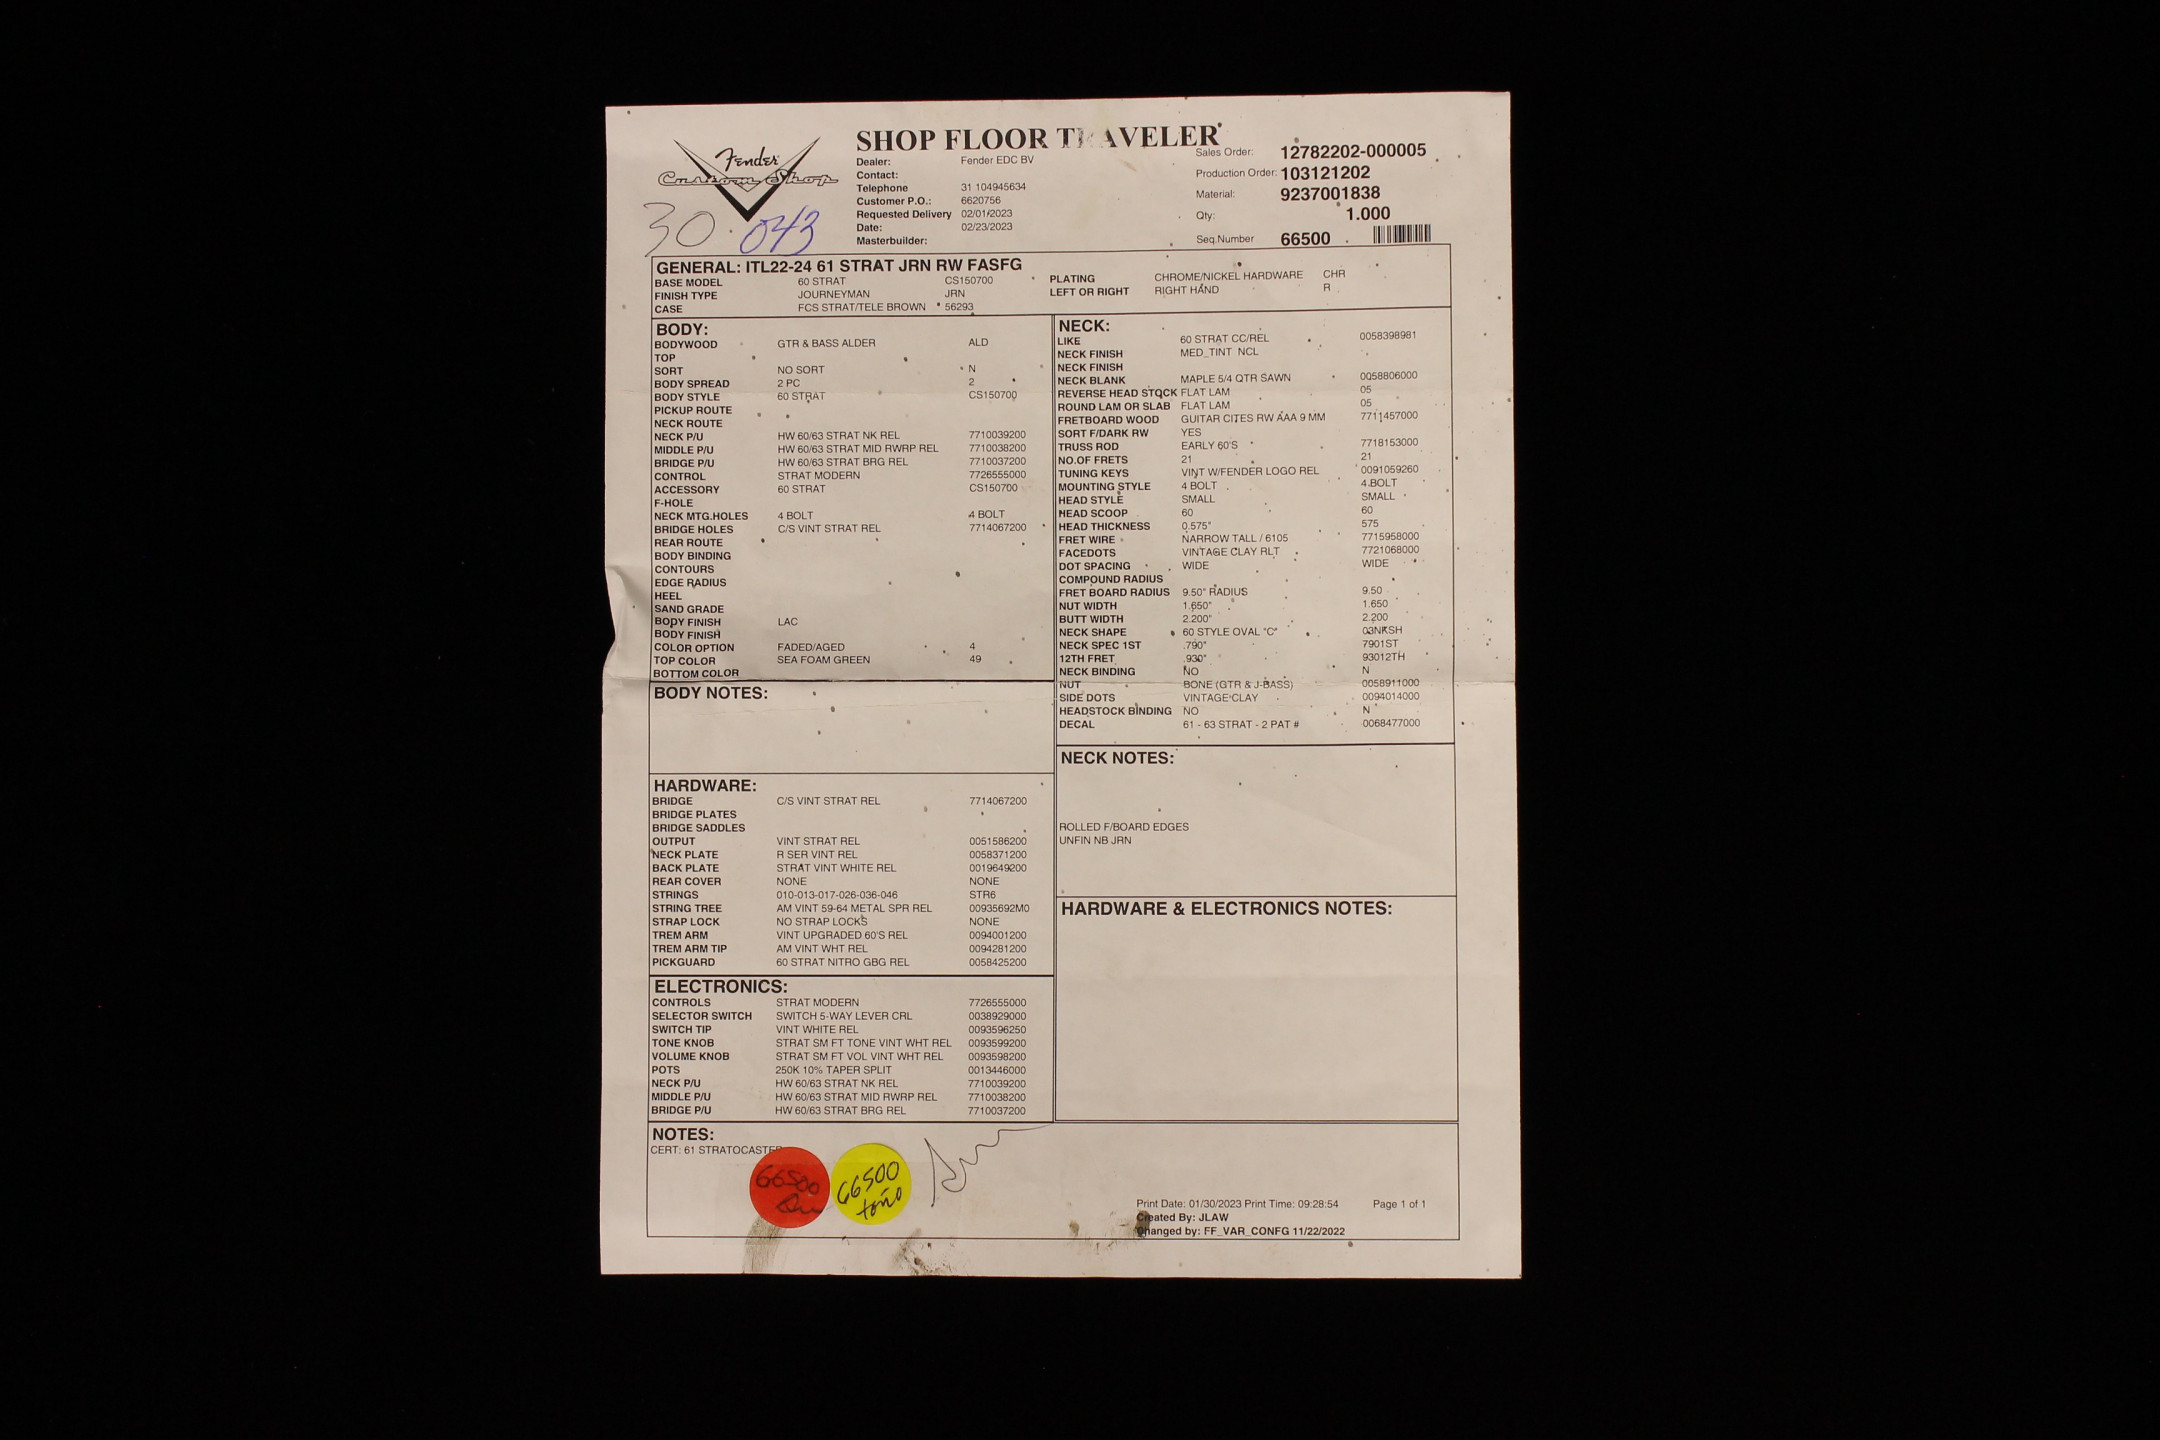 Fender
Custom Shop
30 043
SHOP FLOOR TRAVELER
Dealer: Fender EDC BV
Contact:
Telephone 31 104945634
Customer P.O.: 6620756
Requested Delivery 02/01/2023
Date: 02/23/2023
Masterbuilder:
Sales Order: 12782202-000005
Production Order: 103121202
Material: 9237001838
Qty: 1.000
Seq.Number 66500
GENERAL: ITL22-24 61 STRAT JRN RW FASFG
BASE MODEL 60 STRAT CS150700
FINISH TYPE JOURNEYMAN JRN
CASE FCS STRAT/TELE BROWN 56293
PLATING CHROME/NICKEL HARDWARE CHR
LEFT OR RIGHT RIGHT HAND R
BODY:
BODYWOOD GTR & BASS ALDER ALD
TOP
SORT NO SORT N
BODY SPREAD 2 PC 2
BODY STYLE 60 STRAT CS150700
PICKUP ROUTE
NECK ROUTE
NECK P/U HW 60/63 STRAT NK REL 7710039200
MIDDLE P/U HW 60/63 STRAT MID RWRP REL 7710038200
BRIDGE P/U HW 60/63 STRAT BRG REL 7710037200
CONTROL STRAT MODERN 7726555000
ACCESSORY 60 STRAT CS150700
F-HOLE
NECK MTG.HOLES 4 BOLT 4 BOLT
BRIDGE HOLES C/S VINT STRAT REL 7714067200
REAR ROUTE
BODY BINDING
CONTOURS
EDGE RADIUS
HEEL
SAND GRADE
BODY FINISH LAC
BODY FINISH
COLOR OPTION FADED/AGED 4
TOP COLOR SEA FOAM GREEN 49
BOTTOM COLOR
BODY NOTES:
HARDWARE:
BRIDGE C/S VINT STRAT REL 7714067200
BRIDGE PLATES
BRIDGE SADDLES
OUTPUT VINT STRAT REL 0051586200
NECK PLATE R SER VINT REL 0058371200
BACK PLATE STRAT VINT WHITE REL 0019649200
REAR COVER NONE NONE
STRINGS 010-013-017-026-036-046 STR6
STRING TREE AM VINT 59-64 METAL SPR REL 00935692M0
STRAP LOCK NO STRAP LOCKS NONE
TREM ARM VINT UPGRADED 60'S REL 0094001200
TREM ARM TIP AM VINT WHT REL 0094281200
PICKGUARD 60 STRAT NITRO GBG REL 0058425200
ELECTRONICS:
CONTROLS STRAT MODERN 7726555000
SELECTOR SWITCH SWITCH 5-WAY LEVER CRL 0038929000
SWITCH TIP VINT WHITE REL 0093596250
TONE KNOB STRAT SM FT TONE VINT WHT REL 0093599200
VOLUME KNOB STRAT SM FT VOL VINT WHT REL 0093598200
POTS 250K 10% TAPER SPLIT 0013446000
NECK P/U HW 60/63 STRAT NK REL 7710039200
MIDDLE P/U HW 60/63 STRAT MID RWRP REL 7710038200
BRIDGE P/U HW 60/63 STRAT BRG REL 7710037200
NECK:
LIKE 60 STRAT CC/REL 0058398981
NECK FINISH MED_TINT NCL
NECK FINISH
NECK BLANK MAPLE 5/4 QTR SAWN 0058806000
REVERSE HEAD STOCK FLAT LAM 05
ROUND LAM OR SLAB FLAT LAM 05
FRETBOARD WOOD GUITAR CITES RW AAA 9 MM 7711457000
SORT F/DARK RW YES
TRUSS ROD EARLY 60'S 7718153000
NO.OF FRETS 21 21
TUNING KEYS VINT W/FENDER LOGO REL 0091059260
MOUNTING STYLE 4 BOLT 4 BOLT
HEAD STYLE SMALL SMALL
HEAD SCOOP 60 60
HEAD THICKNESS 0.575" 575
FRET WIRE NARROW TALL / 6105 7715958000
FACEDOTS VINTAGE CLAY RLT 7721068000
DOT SPACING WIDE WIDE
COMPOUND RADIUS
FRET BOARD RADIUS 9.50" RADIUS 9.50
NUT WIDTH 1.650" 1.650
BUTT WIDTH 2.200" 2.200
NECK SHAPE 60 STYLE OVAL "C" 03NKSH
NECK SPEC 1ST .790" 7901ST
12TH FRET .930" 93012TH
NECK BINDING NO N
NUT BONE (GTR & J-BASS) 0058911000
SIDE DOTS VINTAGE CLAY 0094014000
HEADSTOCK BINDING NO N
DECAL 61 - 63 STRAT - 2 PAT # 0068477000
NECK NOTES:
ROLLED F/BOARD EDGES
UNFIN NB JRN
HARDWARE & ELECTRONICS NOTES:
NOTES:
CERT: 61 STRATOCASTER
66500
66500
toño
Print Date: 01/30/2023 Print Time: 09:28:54 Page 1 of 1
Created By: JLAW
Changed by: FF_VAR_CONFG 11/22/2022